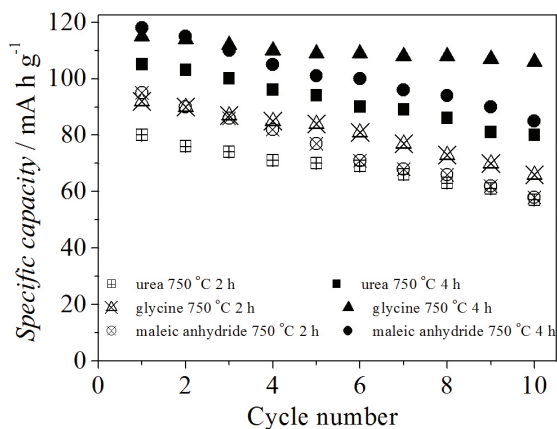 120
100
80
60
40
20
0
Specific capacity / mA h g⁻¹
urea 750 °C 2 h urea 750 °C 4 h
glycine 750 °C 2 h glycine 750 °C 4 h
maleic anhydride 750 °C 2 h maleic anhydride 750 °C 4 h
0 2 4 6 8 10
Cycle number